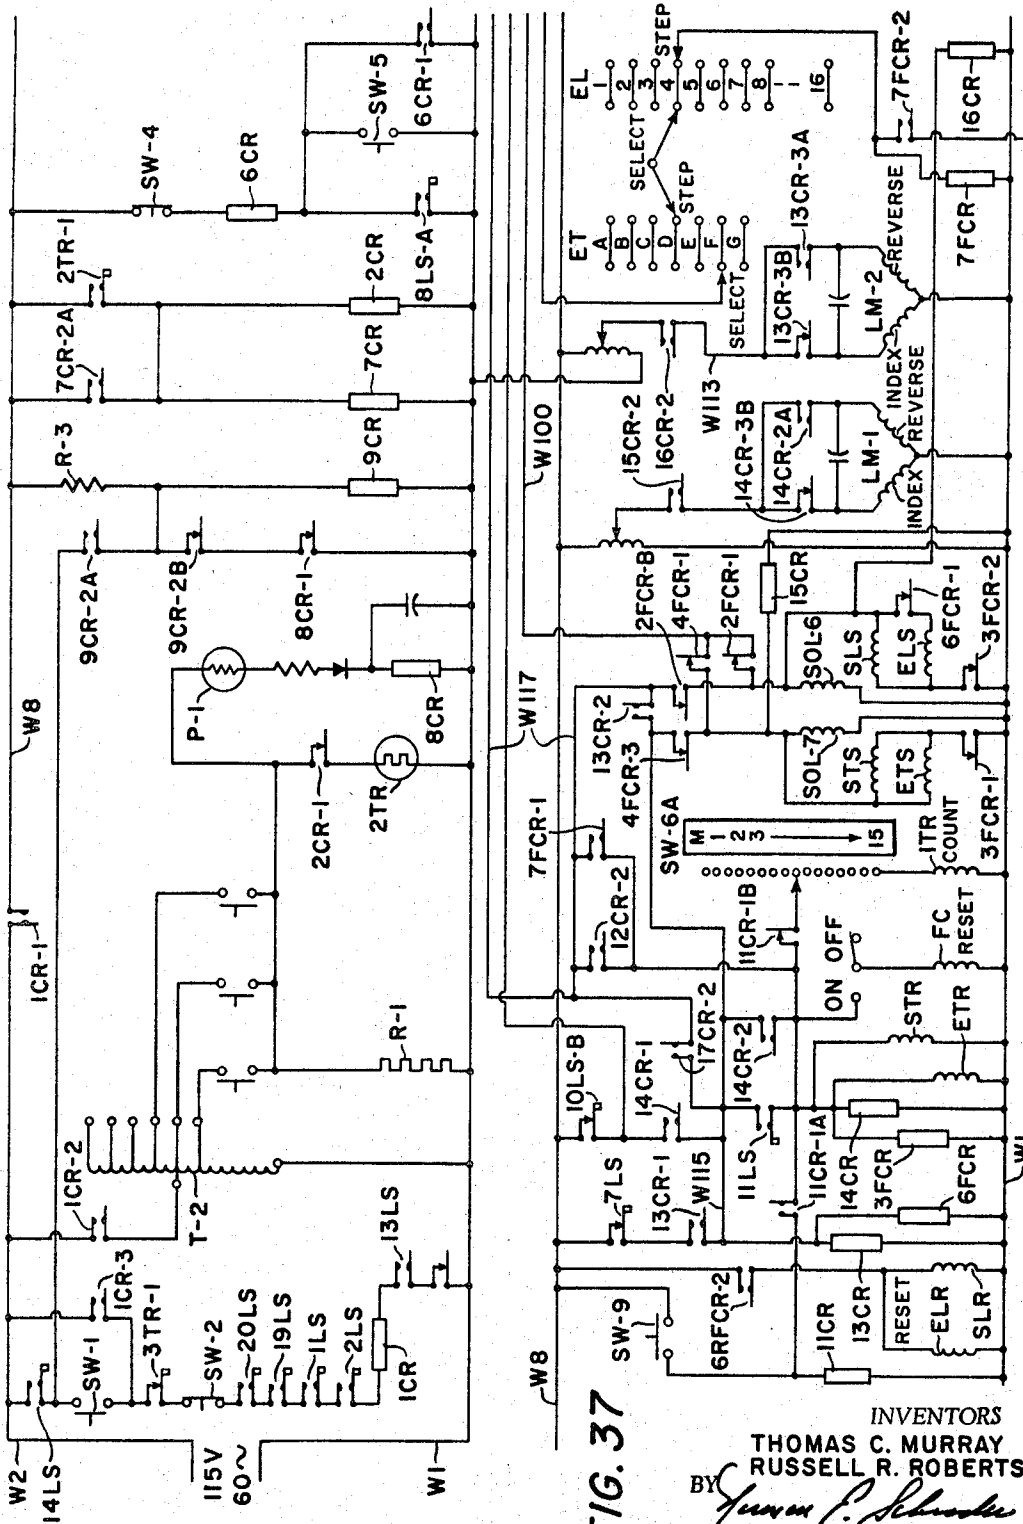 W2
14LS
115V
60~
W1
SW-1
1CR-3
3TR-1
SW-2
20LS
19LS
1LS
2LS
1CR
13LS
1CR-2
T-2
1CR-1
W8
R-1
2CR-1
2TR
P-1
8CR
9CR-2A
9CR-2B
8CR-1
R-3
9CR
7CR-2A
7CR
2TR-1
2CR
SW-4
6CR
8LS-A
SW-5
6CR-1
W8
SW-9
6RFCR-2
11CR
RESET
ELR
SLR
7LS
13CR-1
W115
13CR
6FCR
10LS-B
14CR-1
17CR-2
11LS
11CR-1A
14CR
3FCR
14CR-2
STR
ETR
ON OFF
FC
RESET
12CR-2
7FCR-1
11CR-1B
SW-6A
M 1 2 3 15
1TR
COUNT
W117
W100
13CR-2
4FCR-3
2FCR-B
4FCR-1
2FCR-1
SOL-7
STS
ETS
3FCR-1
SOL-6
SLS
ELS
6FCR-1
3FCR-2
15CR
15CR-2
14CR-3B
14CR-2A
LM-1
INDEX
REVERSE
16CR-2
W113
13CR-3B
13CR-3A
LM-2
INDEX
REVERSE
ET
A
B
C
D
E
F
G
SELECT
STEP
EL
1
2
3
4
5
6
7
8
16
SELECT
STEP
7FCR-2
7FCR
16CR
W1
FIG. 37
INVENTORS
THOMAS C. MURRAY
RUSSELL R. ROBERTS
BY